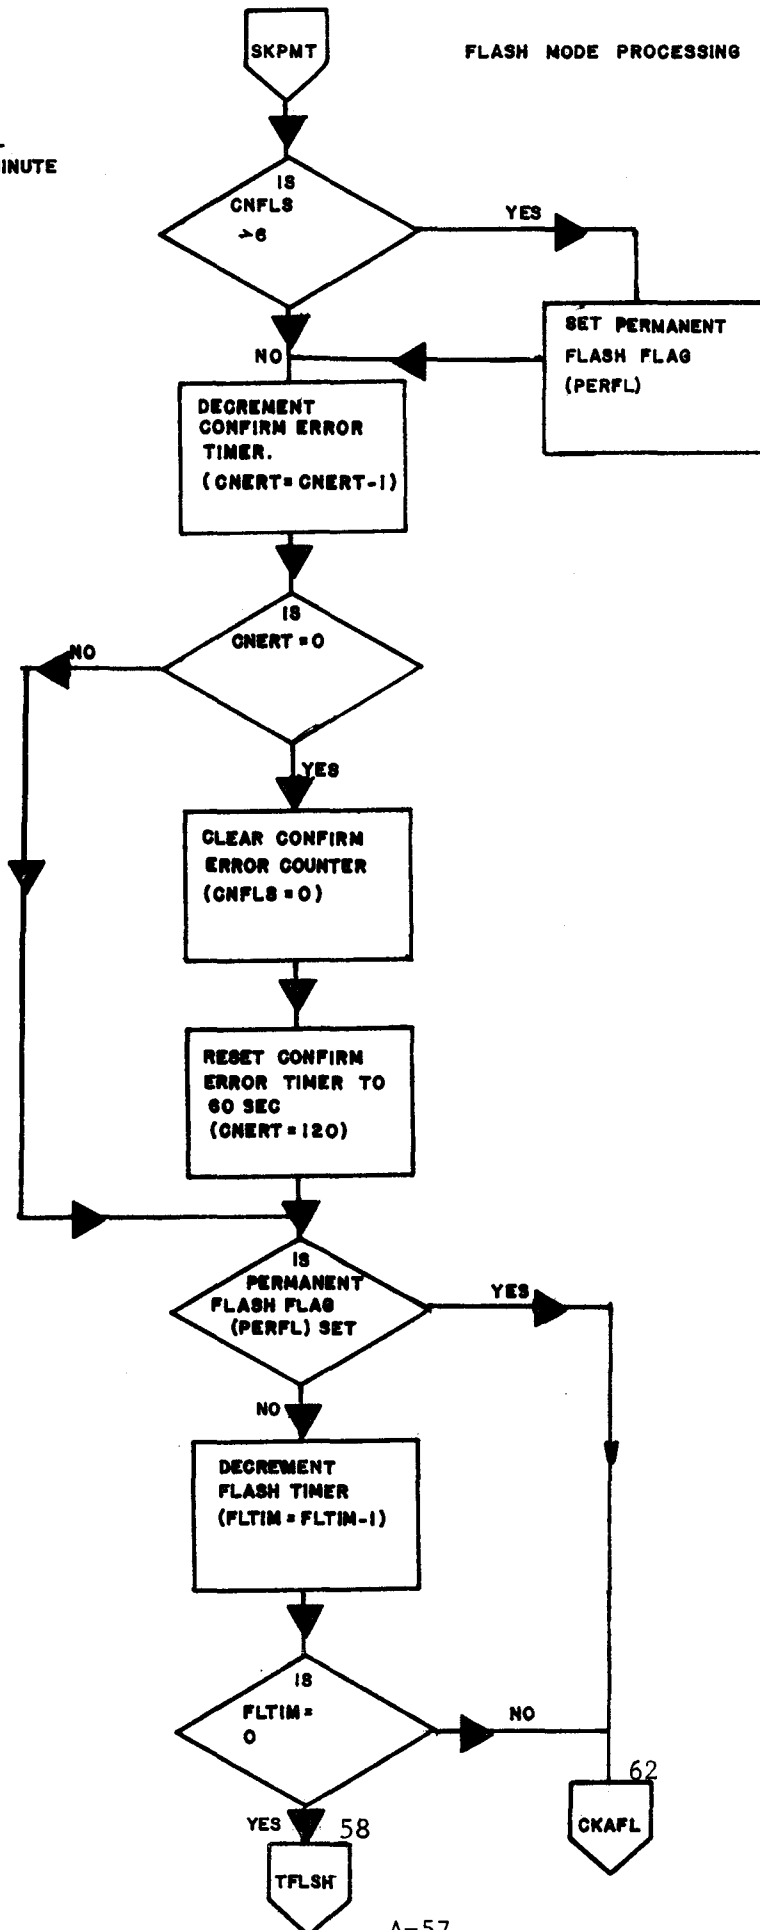 SKPMT
FLASH MODE PROCESSING
INUTE
IS
CNFLS
>6
YES
SET PERMANENT
FLASH FLAG
(PERFL)
NO
DECREMENT
CONFIRM ERROR
TIMER.
(CNERT=CNERT-1)
IS
CNERT=0
NO
YES
CLEAR CONFIRM
ERROR COUNTER
(CNFLS=0)
RESET CONFIRM
ERROR TIMER TO
60 SEC
(CNERT=120)
IS
PERMANENT
FLASH FLAG
(PERFL) SET
YES
NO
DECREMENT
FLASH TIMER
(FLTIM=FLTIM-1)
IS
FLTIM=
0
NO
62
CKAFL
YES
58
TFLSH
A-57